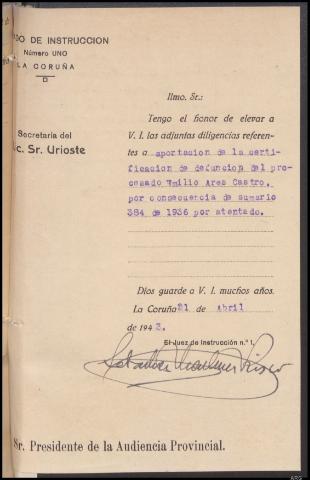 DO DE INSTRUCCION
Número UNO
LA CORUÑA
Secretaría del
c. Sr. Urioste
Ilmo. Sr.:
Tengo el honor de elevar a
V. I. las adjuntas diligencias referen-
tes a aportacion de la certi-
ficacion de defuncion del pro-
cesado Emilio Ares Castro,
por consecuencia de sumario
384 de 1936 por atentado.
Dios guarde a V. I. muchos años.
La Coruña 21 de Abril
de 1943.
El Juez de Instrucción n.º 1,
Sr. Presidente de la Audiencia Provincial.